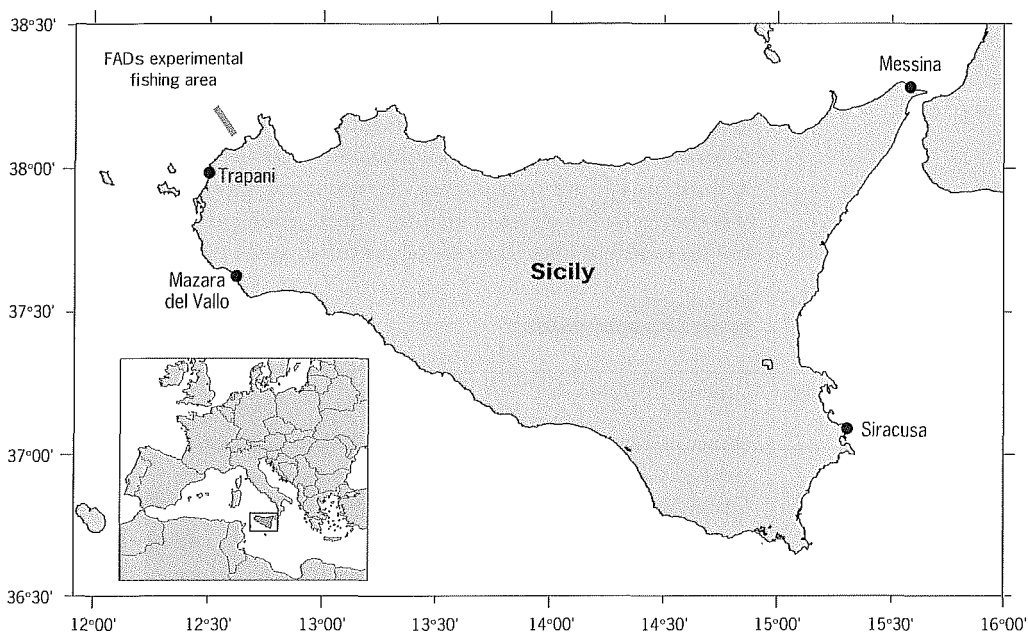 38°30'
FADs experimental
fishing area
Messina
38°00'
Trapani
Sicily
Mazara
del Vallo
37°30'
Siracusa
37°00'
36°30'
12°00'
12°30'
13°00'
13°30'
14°00'
14°30'
15°00'
15°30'
16°00'